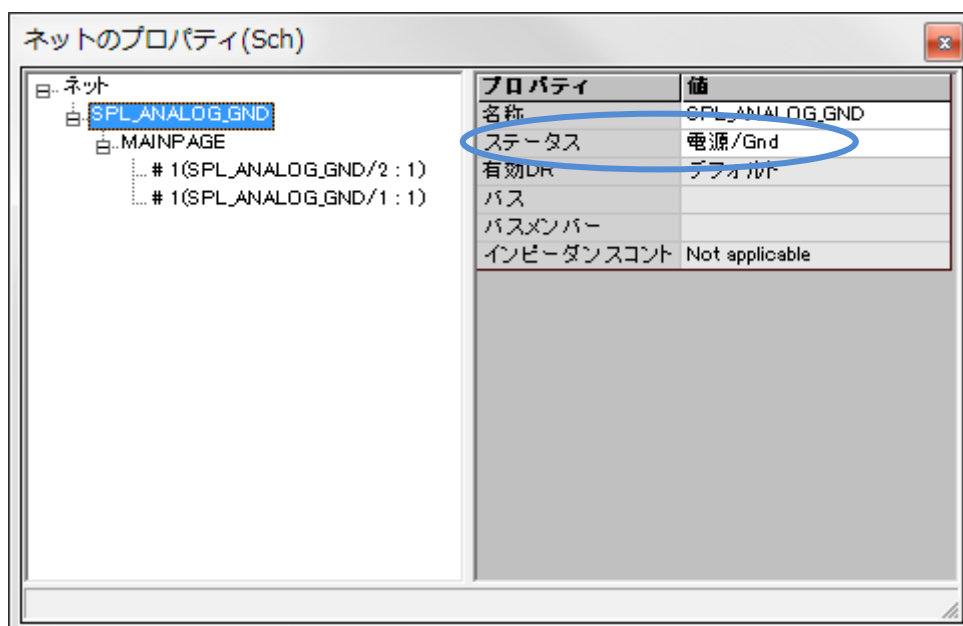 ネットのプロパティ(Sch)
ネット
SPL_ANALOG_GND
MAINPAGE
# 1(SPL_ANALOG_GND/2 : 1)
# 1(SPL_ANALOG_GND/1 : 1)
プロパティ 値
名称 SPL_ANALOG_GND
ステータス 電源/Gnd
有効DR デフォルト
バス
バスメンバー
インピーダンスコント Not applicable